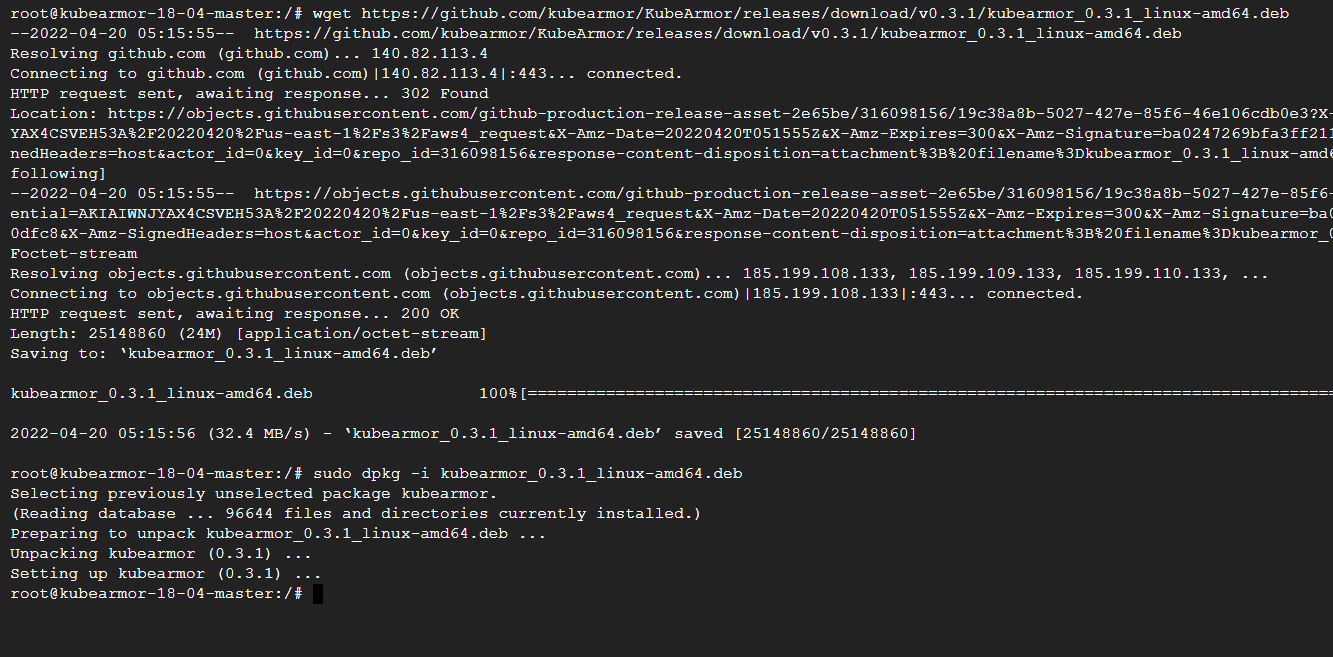 root@kubearmor-18-04-master:/# wget https://github.com/kubearmor/KubeArmor/releases/download/v0.3.1/kubearmor_0.3.1_linux-amd64.deb
--2022-04-20 05:15:55--  https://github.com/kubearmor/KubeArmor/releases/download/v0.3.1/kubearmor_0.3.1_linux-amd64.deb
Resolving github.com (github.com)... 140.82.113.4
Connecting to github.com (github.com)|140.82.113.4|:443... connected.
HTTP request sent, awaiting response... 302 Found
Location: https://objects.githubusercontent.com/github-production-release-asset-2e65be/316098156/19c38a8b-5027-427e-85f6-46e106cdb0e3?X-
YAX4CSVEH53A%2F20220420%2Fus-east-1%2Fs3%2Faws4_request&X-Amz-Date=20220420T051555Z&X-Amz-Expires=300&X-Amz-Signature=ba0247269bfa3ff211
nedHeaders=host&actor_id=0&key_id=0&repo_id=316098156&response-content-disposition=attachment%3B%20filename%3Dkubearmor_0.3.1_linux-amd6
following]
--2022-04-20 05:15:55--  https://objects.githubusercontent.com/github-production-release-asset-2e65be/316098156/19c38a8b-5027-427e-85f6-
ential=AKIAIWNJYAX4CSVEH53A%2F20220420%2Fus-east-1%2Fs3%2Faws4_request&X-Amz-Date=20220420T051555Z&X-Amz-Expires=300&X-Amz-Signature=ba0
0dfc8&X-Amz-SignedHeaders=host&actor_id=0&key_id=0&repo_id=316098156&response-content-disposition=attachment%3B%20filename%3Dkubearmor_0
Foctet-stream
Resolving objects.githubusercontent.com (objects.githubusercontent.com)... 185.199.108.133, 185.199.109.133, 185.199.110.133, ...
Connecting to objects.githubusercontent.com (objects.githubusercontent.com)|185.199.108.133|:443... connected.
HTTP request sent, awaiting response... 200 OK
Length: 25148860 (24M) [application/octet-stream]
Saving to: ‘kubearmor_0.3.1_linux-amd64.deb’
kubearmor_0.3.1_linux-amd64.deb                 100%[===================================================================================
2022-04-20 05:15:56 (32.4 MB/s) - ‘kubearmor_0.3.1_linux-amd64.deb’ saved [25148860/25148860]
root@kubearmor-18-04-master:/# sudo dpkg -i kubearmor_0.3.1_linux-amd64.deb
Selecting previously unselected package kubearmor.
(Reading database ... 96644 files and directories currently installed.)
Preparing to unpack kubearmor_0.3.1_linux-amd64.deb ...
Unpacking kubearmor (0.3.1) ...
Setting up kubearmor (0.3.1) ...
root@kubearmor-18-04-master:/#